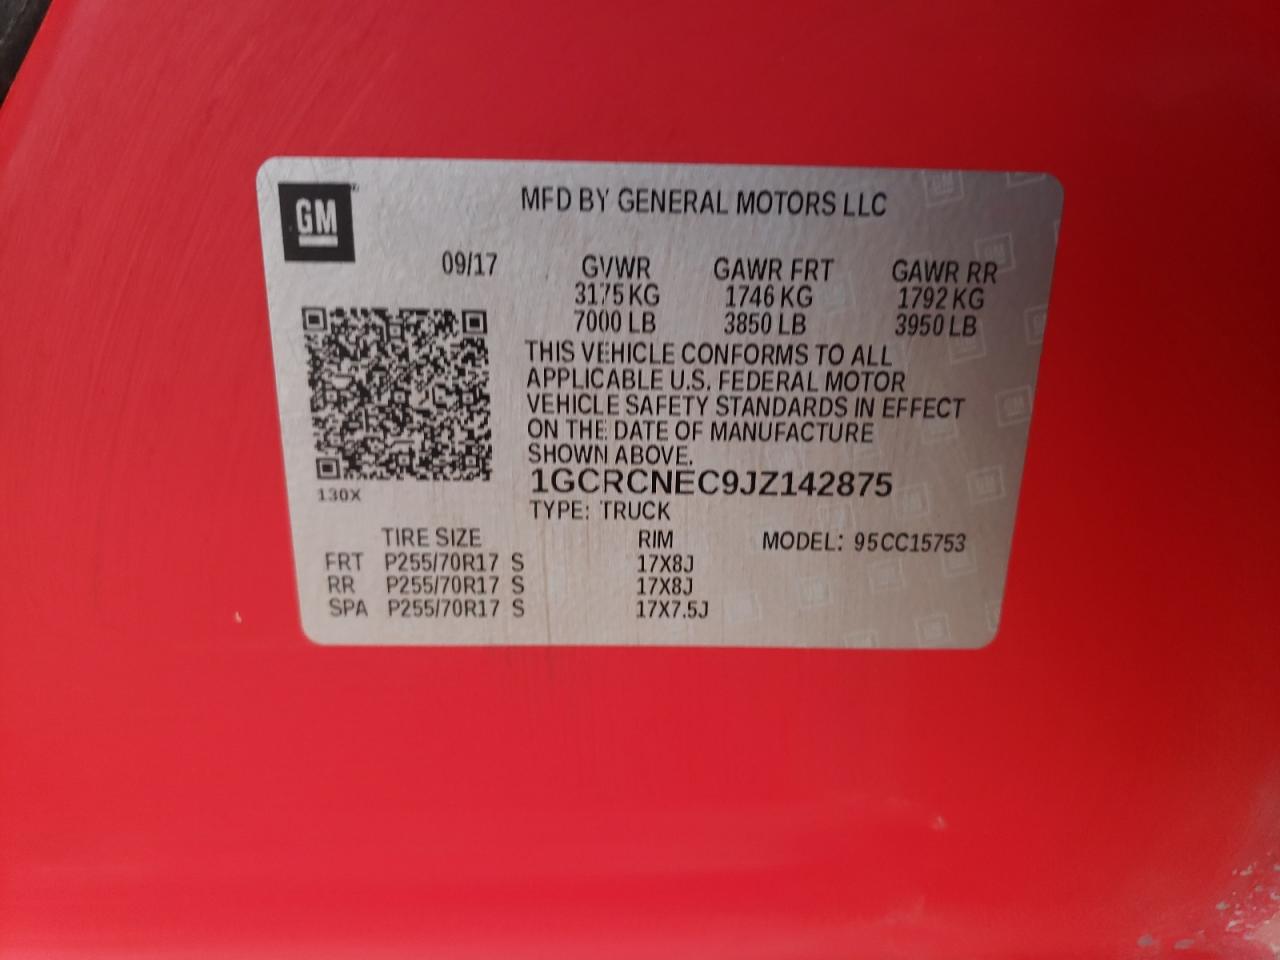 GM
MFD BY GENERAL MOTORS LLC
09/17 GVWR GAWR FRT GAWR RR
3175 KG 1746 KG 1792 KG
7000 LB 3850 LB 3950 LB
THIS VEHICLE CONFORMS TO ALL
APPLICABLE U.S. FEDERAL MOTOR
VEHICLE SAFETY STANDARDS IN EFFECT
ON THE DATE OF MANUFACTURE
SHOWN ABOVE.
130X
1GCRCNEC9JZ142875
TYPE: TRUCK
TIRE SIZE RIM MODEL: 95CC15753
FRT P255/70R17 S 17X8J
RR P255/70R17 S 17X8J
SPA P255/70R17 S 17X7.5J